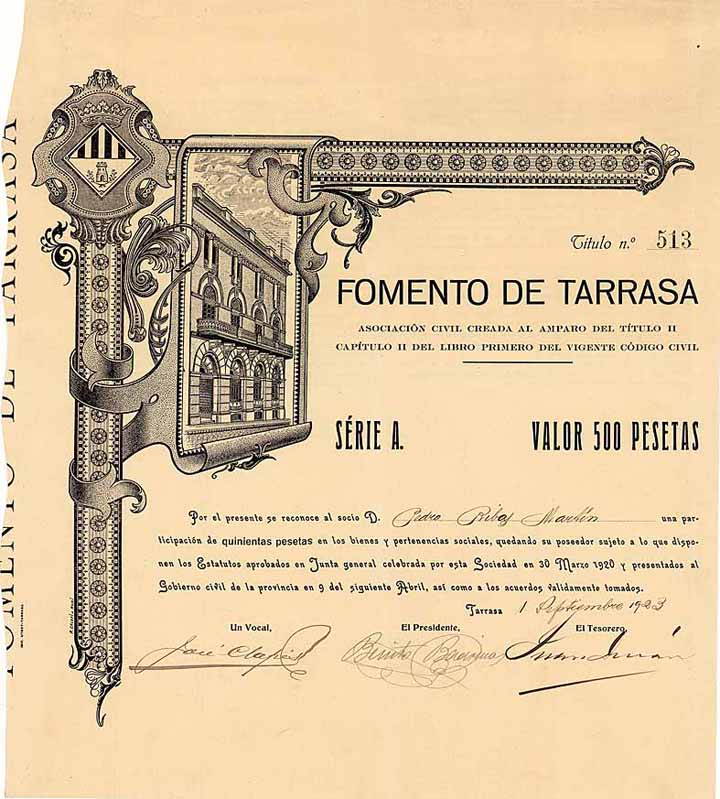 FOMENTO DE TARRASA
Título n.º 513
FOMENTO DE TARRASA
ASOCIACIÓN CIVIL CREADA AL AMPARO DEL TÍTULO II
CAPÍTULO II DEL LIBRO PRIMERO DEL VIGENTE CÓDIGO CIVIL
SÉRIE A. VALOR 500 PESETAS
Por el presente se reconoce al socio D. Pedro Ribas una par-
ticipación de quinientas pesetas en los bienes y pertenencias sociales, quedando su poseedor sujeto a lo que dispo-
nen los Estatutos aprobados en Junta general celebrada por esta Sociedad en 30 Marzo 1920 y presentados al
Gobierno civil de la provincia en 9 del siguiente Abril, así como a los acuerdos válidamente tomados.
Tarrasa 1 Septiembre 1923
Un Vocal, El Presidente, El Tesorero,
José Benito Juan